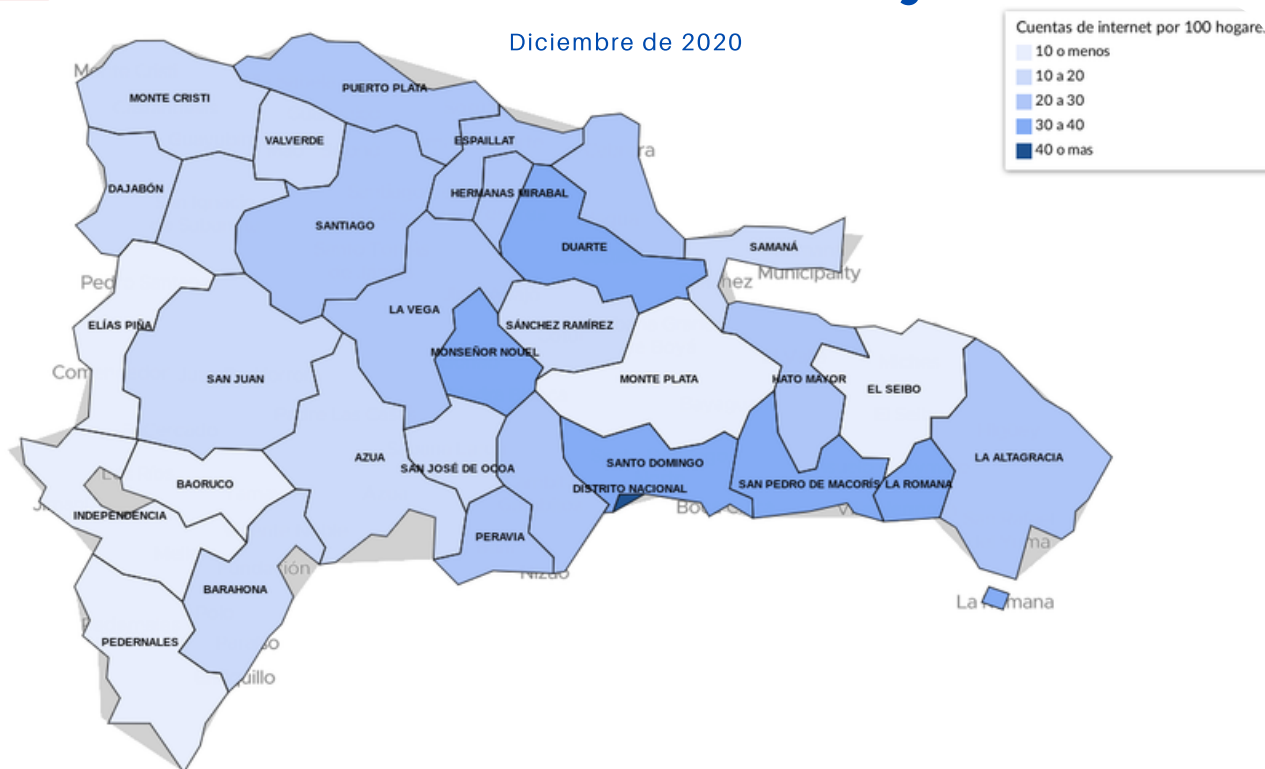 Diciembre de 2020
Cuentas de internet por 100 hogare.
10 o menos
10 a 20
20 a 30
30 a 40
40 o mas
MONTE CRISTI
PUERTO PLATA
VALVERDE
ESPAILLAT
DAJABÓN
HERMANAS MIRABAL
SANTIAGO
DUARTE
SAMANÁ
Municipality
ELÍAS PIÑA
LA VEGA
SÁNCHEZ RAMÍREZ
MONSEÑOR NOUEL
SAN JUAN
MONTE PLATA
HATO MAYOR
EL SEIBO
AZUA
SAN JOSÉ DE OCOA
SANTO DOMINGO
LA ALTAGRACIA
BAORUCO
DISTRITO NACIONAL
SAN PEDRO DE MACORÍS
LA ROMANA
INDEPENDENCIA
PERAVIA
BARAHONA
PEDERNALES